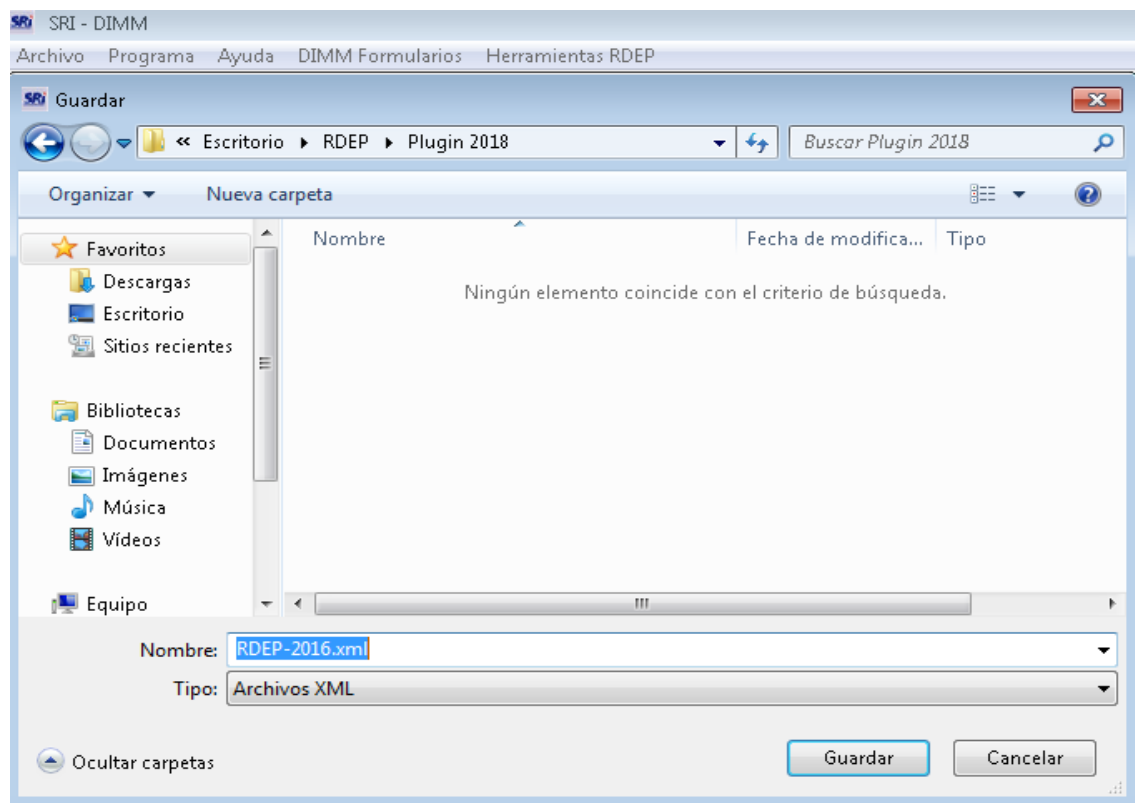 SRi SRI - DIMM
Archivo Programa Ayuda DIMM Formularios Herramientas RDEP
SRi Guardar
« Escritorio RDEP Plugin 2018 Buscar Plugin 2018
Organizar Nueva carpeta
Nombre Fecha de modifica... Tipo
Ningún elemento coincide con el criterio de búsqueda.
Favoritos
Descargas
Escritorio
Sitios recientes
Bibliotecas
Documentos
Imágenes
Música
Vídeos
Equipo
Nombre: RDEP-2016.xml
Tipo: Archivos XML
Ocultar carpetas Guardar Cancelar